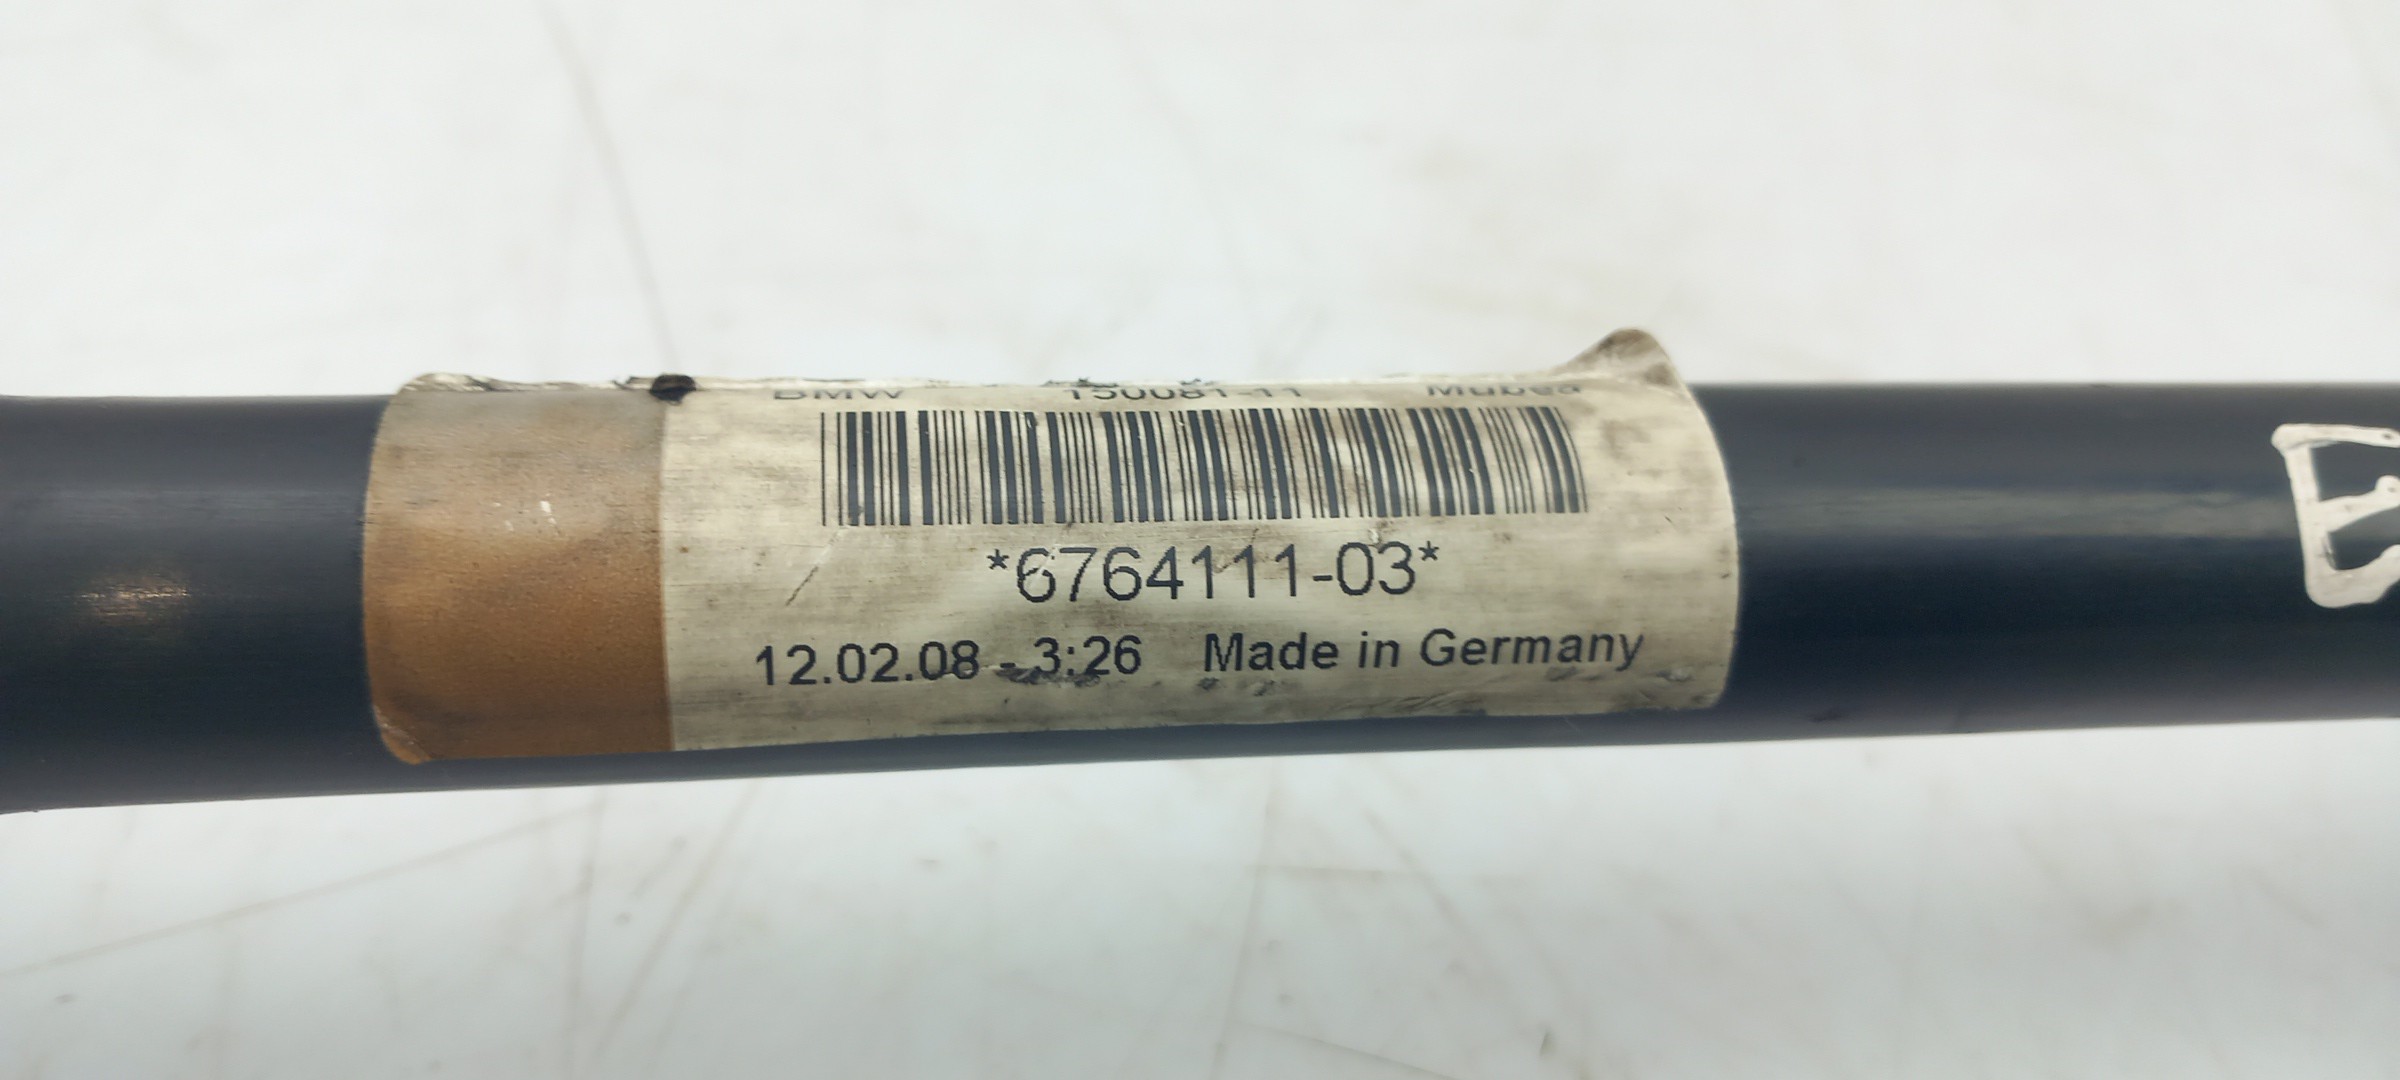 BMW 150081-11 Mubea
*6764111-03*
12.02.08 - 3:26 Made in Germany